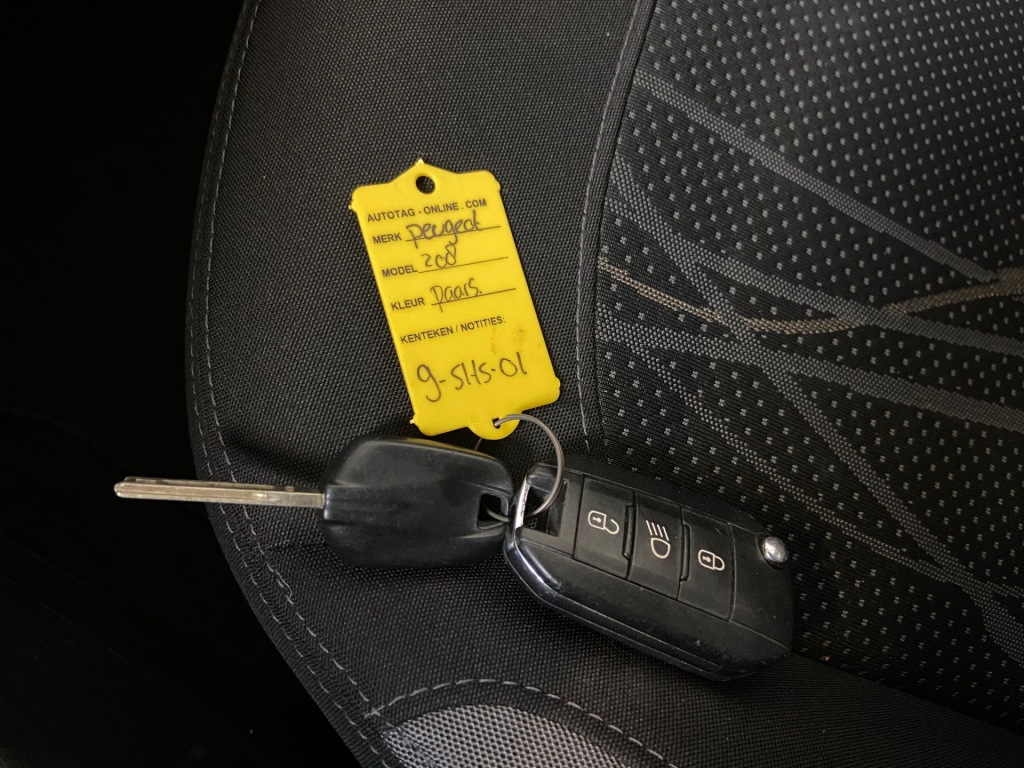 AUTOTAG - ONLINE . COM
MERK peugeot
MODEL 208
KLEUR paars.
KENTEKEN / NOTITIES:
9-SHS-01